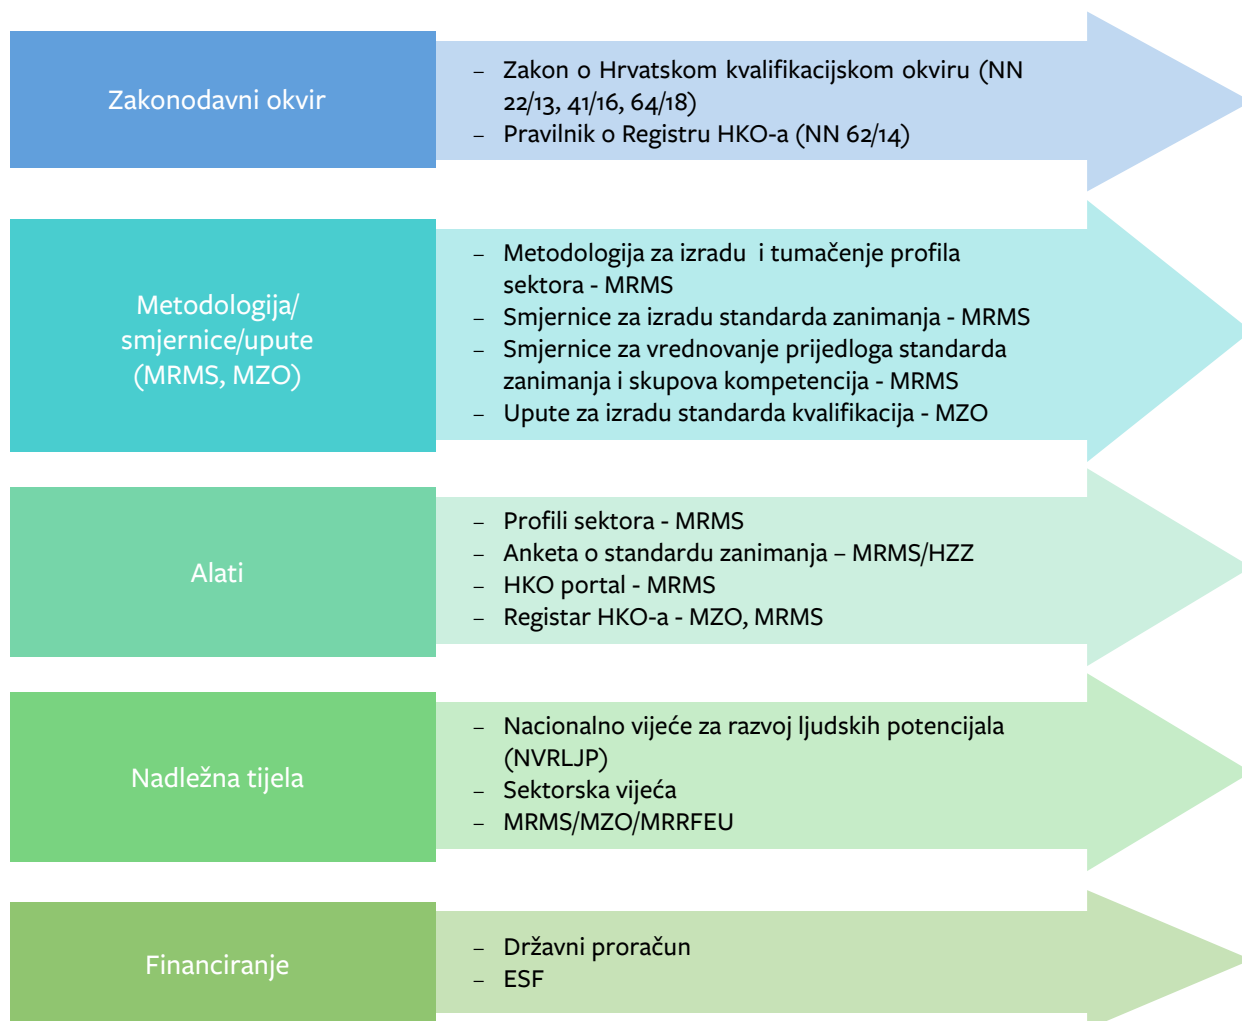 Zakonodavni okvir
– Zakon o Hrvatskom kvalifikacijskom okviru (NN
22/13, 41/16, 64/18)
– Pravilnik o Registru HKO-a (NN 62/14)
Metodologija/
smjernice/upute
(MRMS, MZO)
– Metodologija za izradu i tumačenje profila
sektora - MRMS
– Smjernice za izradu standarda zanimanja - MRMS
– Smjernice za vrednovanje prijedloga standarda
zanimanja i skupova kompetencija - MRMS
– Upute za izradu standarda kvalifikacija - MZO
Alati
– Profili sektora - MRMS
– Anketa o standardu zanimanja – MRMS/HZZ
– HKO portal - MRMS
– Registar HKO-a - MZO, MRMS
Nadležna tijela
– Nacionalno vijeće za razvoj ljudskih potencijala
(NVRLJP)
– Sektorska vijeća
– MRMS/MZO/MRRFEU
Financiranje
– Državni proračun
– ESF